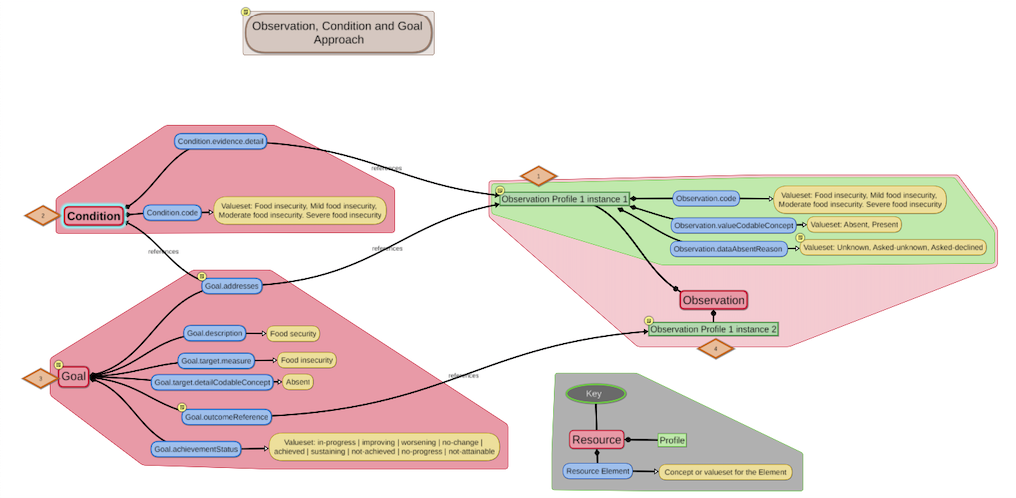 Observation, Condition and Goal
Approach
Condition.evidence.detail
references
1
2
Condition
Condition.code
Valueset: Food insecurity, Mild food insecurity,
Moderate food insecurity. Severe food insecurity
Observation Profile 1 instance 1
Observation.code
Valueset: Food insecurity, Mild food insecurity,
Moderate food insecurity. Severe food insecurity
Observation.valueCodableConcept
Valueset: Absent, Present
Observation.dataAbsentReason
Valueset: Unknown, Asked-unknown, Asked-declined
references
references
Goal.addresses
Observation
Observation Profile 1 instance 2
4
Goal.description
Food security
Goal.target.measure
Food insecurity
3
Goal
Goal.target.detailCodableConcept
Absent
references
Goal.outcomeReference
Goal.achievementStatus
Valueset: in-progress | improving | worsening | no-change |
achieved | sustaining | not-achieved | no-progress | not-attainable
Key
Resource
Profile
Resource Element
Concept or valueset for the Element